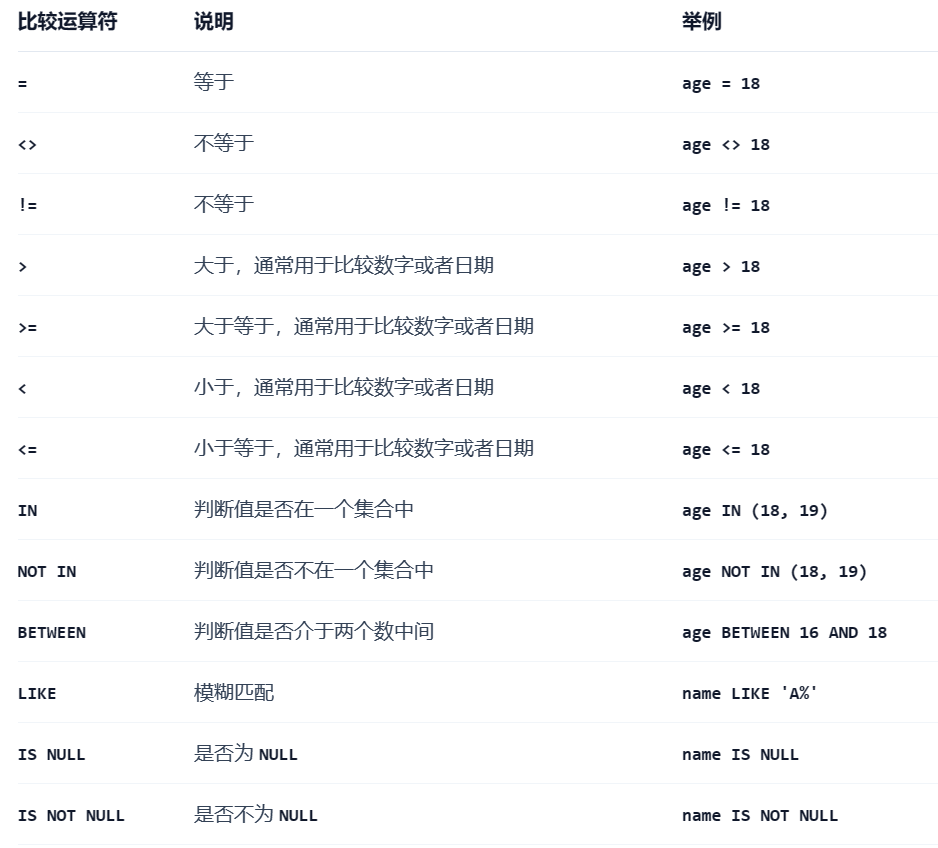 比较运算符 说明 举例
= 等于 age = 18
<> 不等于 age <> 18
!= 不等于 age != 18
> 大于，通常用于比较数字或者日期 age > 18
>= 大于等于，通常用于比较数字或者日期 age >= 18
< 小于，通常用于比较数字或者日期 age < 18
<= 小于等于，通常用于比较数字或者日期 age <= 18
IN 判断值是否在一个集合中 age IN (18, 19)
NOT IN 判断值是否不在一个集合中 age NOT IN (18, 19)
BETWEEN 判断值是否介于两个数中间 age BETWEEN 16 AND 18
LIKE 模糊匹配 name LIKE 'A%'
IS NULL 是否为 NULL name IS NULL
IS NOT NULL 是否不为 NULL name IS NOT NULL